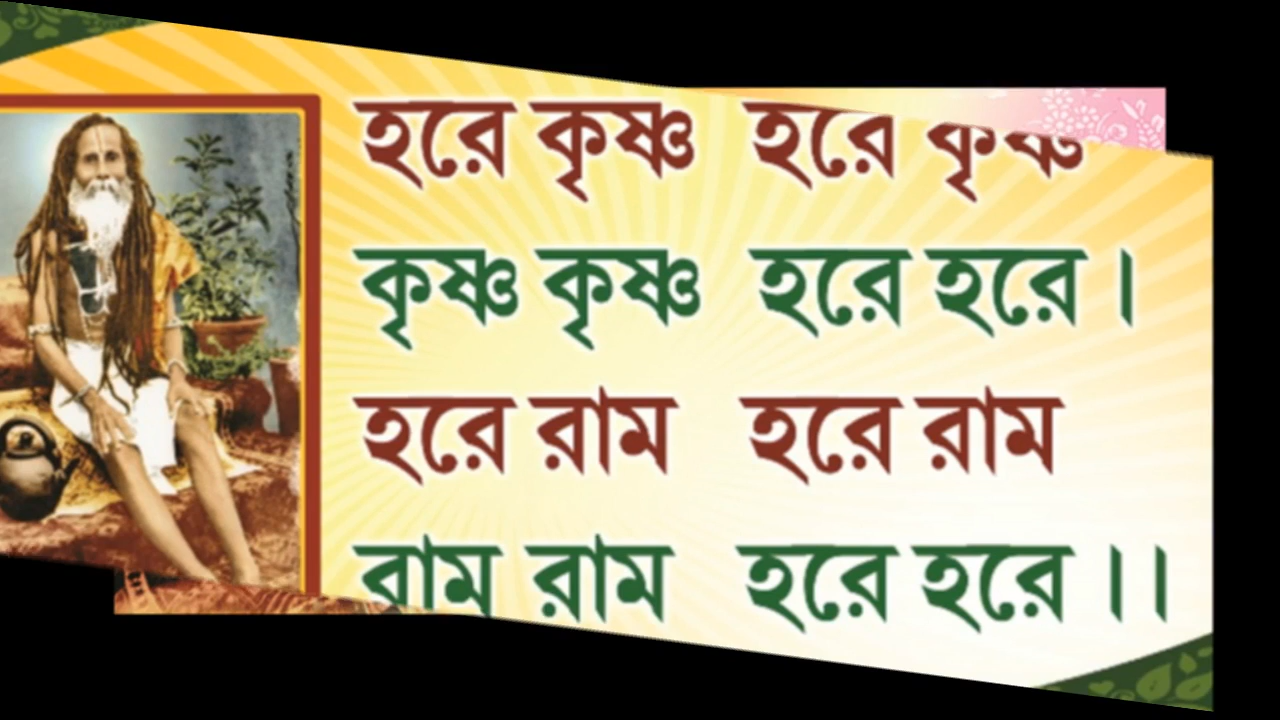 হরে কৃষ্ণ হরে কৃষ্ণ
কৃষ্ণ কৃষ্ণ হরে হরে ।
হরে রাম হরে রাম
রাম রাম হরে হরে ।।